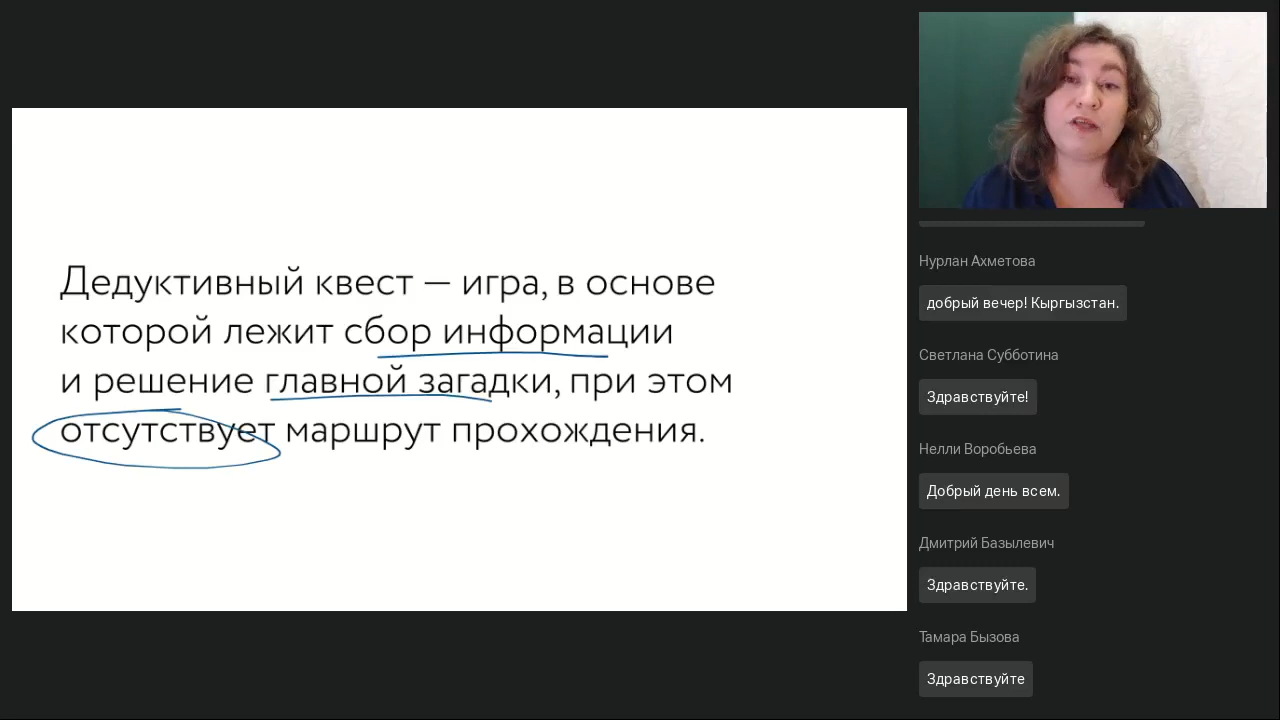 Дедуктивный квест — игра, в основе
которой лежит сбор информации
и решение главной загадки, при этом
отсутствует маршрут прохождения.
Нурлан Ахметова
добрый вечер! Кыргызстан.
Светлана Субботина
Здравствуйте!
Нелли Воробьева
Добрый день всем.
Дмитрий Базылевич
Здравствуйте.
Тамара Бызова
Здравствуйте